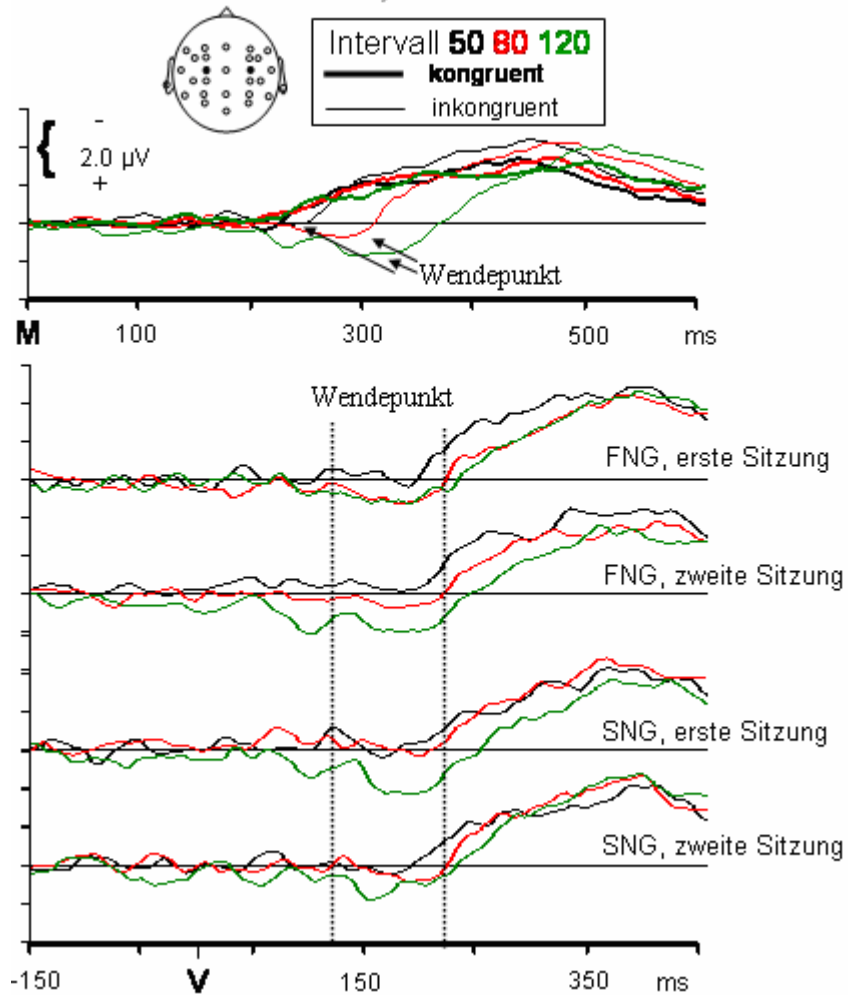 Intervall 50 80 120
kongruent
inkongruent
-
2.0 µV
+
Wendepunkt
M 100 300 500 ms
Wendepunkt
FNG, erste Sitzung
FNG, zweite Sitzung
SNG, erste Sitzung
SNG, zweite Sitzung
-150 V 150 350 ms